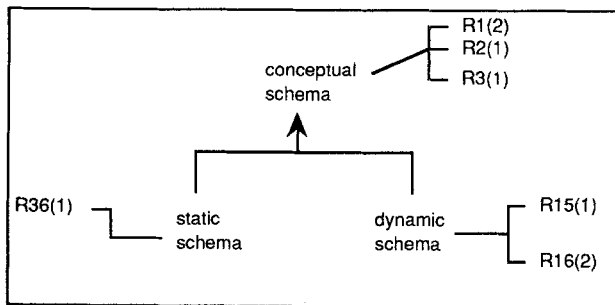 R1(2)
R2(1)
conceptual
schema
R3(1)
R36(1)
static
schema
dynamic
schema
R15(1)
R16(2)